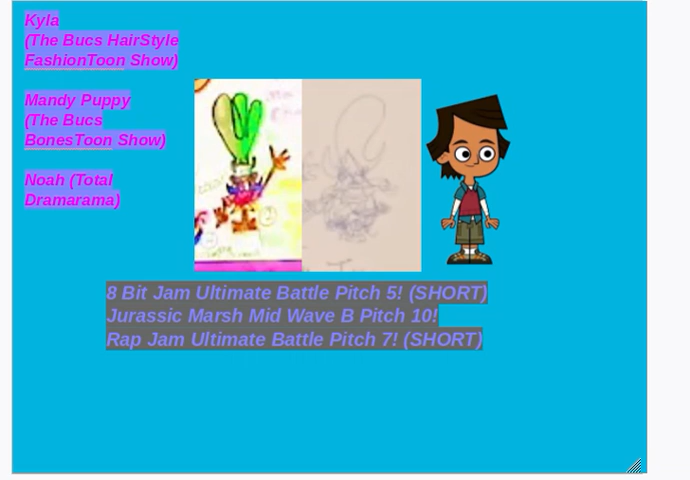 Kyla
(The Bucs HairStyle
FashionToon Show)
Mandy Puppy
(The Bucs
BonesToon Show)
Noah (Total
Dramarama)
8 Bit Jam Ultimate Battle Pitch 5! (SHORT)
Jurassic Marsh Mid Wave B Pitch 10!
Rap Jam Ultimate Battle Pitch 7! (SHORT)